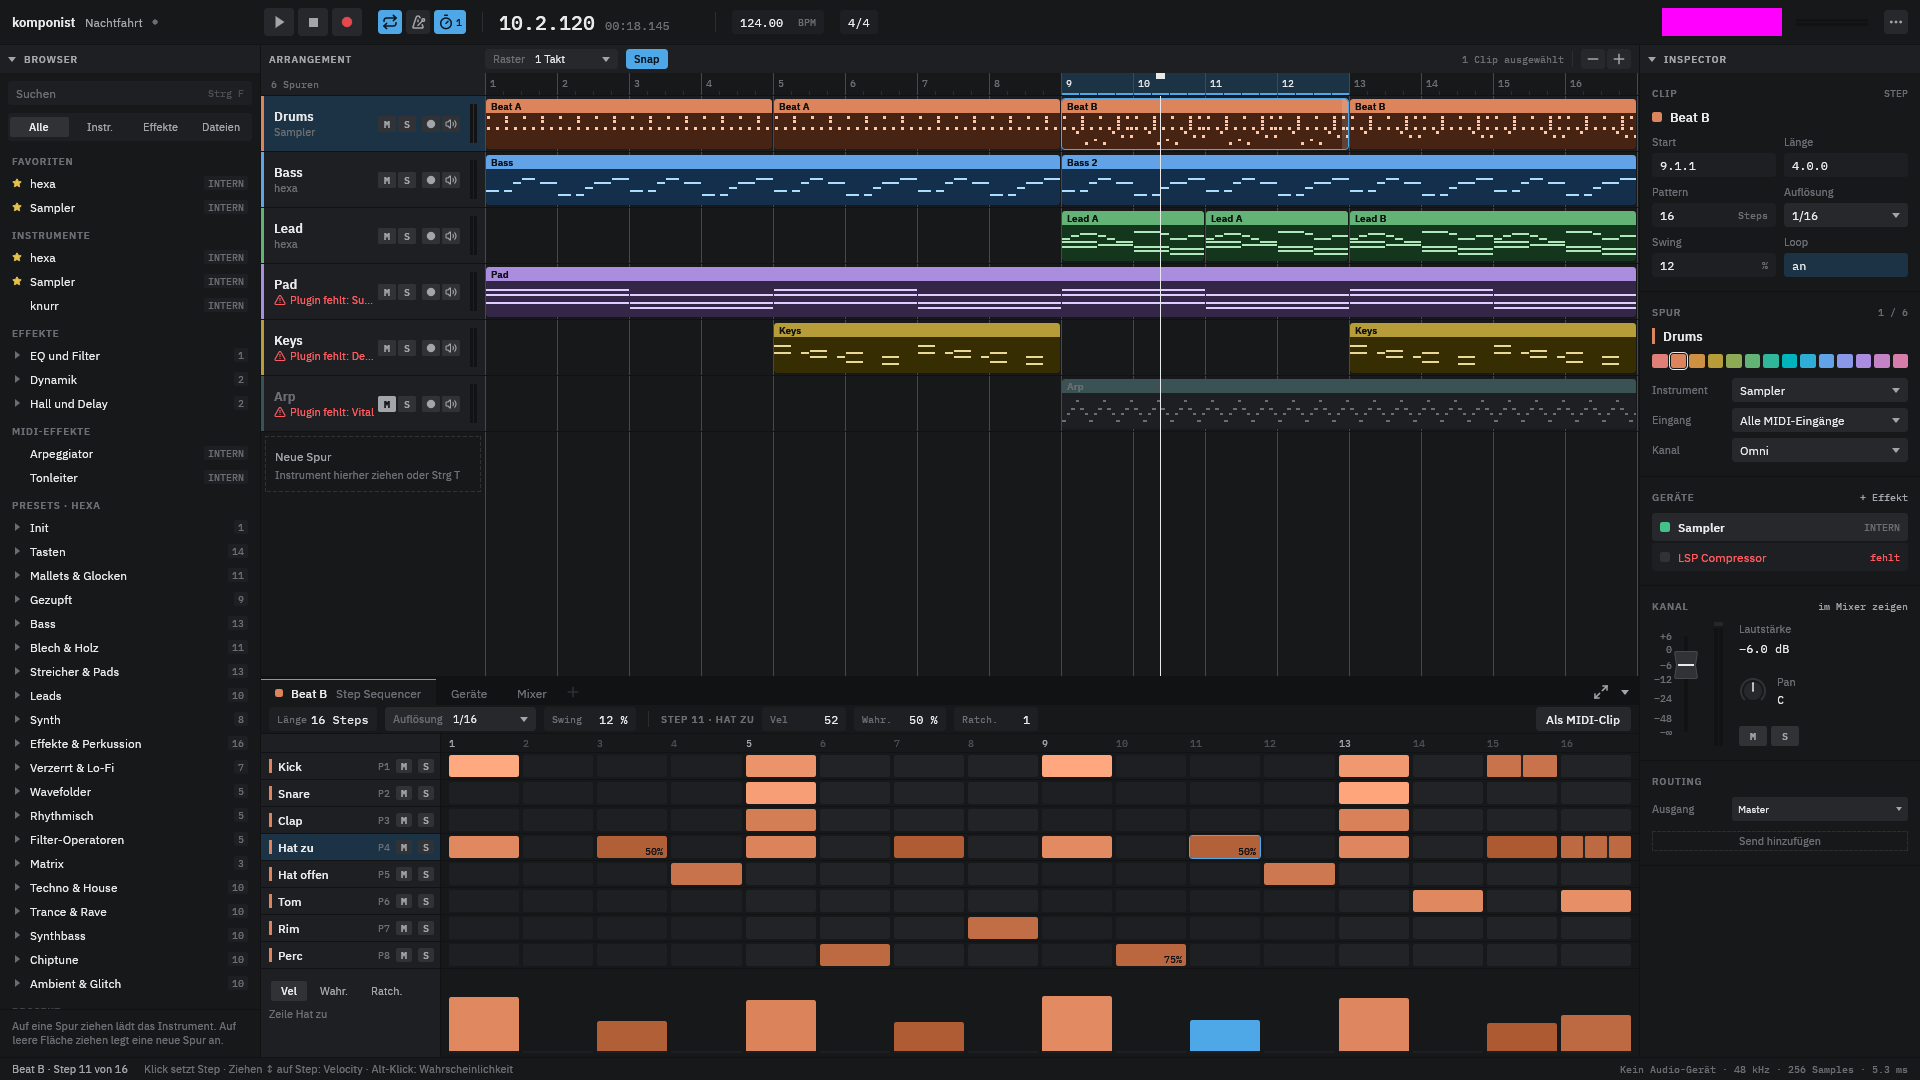 komponist Nachtfahrt
1
10.2.120 00:18.145
124.00 BPM
4/4
BROWSER
Suchen Strg F
Alle Instr. Effekte Dateien
FAVORITEN
hexa INTERN
Sampler INTERN
INSTRUMENTE
hexa INTERN
Sampler INTERN
knurr
INTERN
EFFEKTE
EQ und Filter 1
Dynamik 2
Hall und Delay 2
MIDI-EFFEKTE
Arpeggiator INTERN
Tonleiter INTERN
PRESETS · HEXA
Init 1
Tasten 14
Mallets & Glocken 11
Gezupft 9
Bass 13
Blech & Holz 11
Streicher & Pads 13
Leads 10
Synth 8
Effekte & Perkussion 16
Verzerrt & Lo-Fi 7
Wavefolder 5
Rhythmisch 5
Filter-Operatoren 5
Matrix 3
Techno & House 10
Trance & Rave 10
Synthbass 10
Chiptune 10
Ambient & Glitch 10
Auf eine Spur ziehen lädt das Instrument. Auf
leere Fläche ziehen legt eine neue Spur an.
ARRANGEMENT
Raster 1 Takt
Snap
1 Clip ausgewählt
6 Spuren
1 2 3 4 5 6 7 8 9 10 11 12 13 14 15 16
Drums
Sampler
M S
Beat A Beat A Beat B Beat B
Bass
hexa
M S
Bass Bass 2
Lead
hexa
M S
Lead A Lead A Lead B
Pad
Plugin fehlt: Su...
M S
Pad
Keys
Plugin fehlt: De...
M S
Keys Keys
Arp
Plugin fehlt: Vital
M S
Arp
Neue Spur
Instrument hierher ziehen oder Strg T
Beat B Step Sequencer Geräte Mixer
Länge 16 Steps
Auflösung 1/16
Swing 12 %
STEP 11 · HAT ZU
Vel 52
Wahr. 50 %
Ratch. 1
Als MIDI-Clip
1 2 3 4 5 6 7 8 9 10 11 12 13 14 15 16
Kick P1 M S
Snare P2 M S
Clap P3 M S
Hat zu P4 M S
50% 50%
Hat offen P5 M S
Tom P6 M S
Rim P7 M S
Perc P8 M S
75%
Vel Wahr. Ratch.
Zeile Hat zu
INSPECTOR
CLIP STEP
Beat B
Start Länge
9.1.1 4.0.0
Pattern Auflösung
16 Steps 1/16
Swing Loop
12 % an
SPUR 1 / 6
Drums
Instrument Sampler
Eingang Alle MIDI-Eingänge
Kanal Omni
GERÄTE + Effekt
Sampler INTERN
LSP Compressor fehlt
KANAL im Mixer zeigen
+6
0
−6
−12
−24
−48
−∞
Lautstärke
−6.0 dB
Pan
C
M S
ROUTING
Ausgang Master
Send hinzufügen
Beat B · Step 11 von 16 Klick setzt Step · Ziehen ↕ auf Step: Velocity · Alt-Klick: Wahrscheinlichkeit
Kein Audio-Gerät · 48 kHz · 256 Samples · 5.3 ms